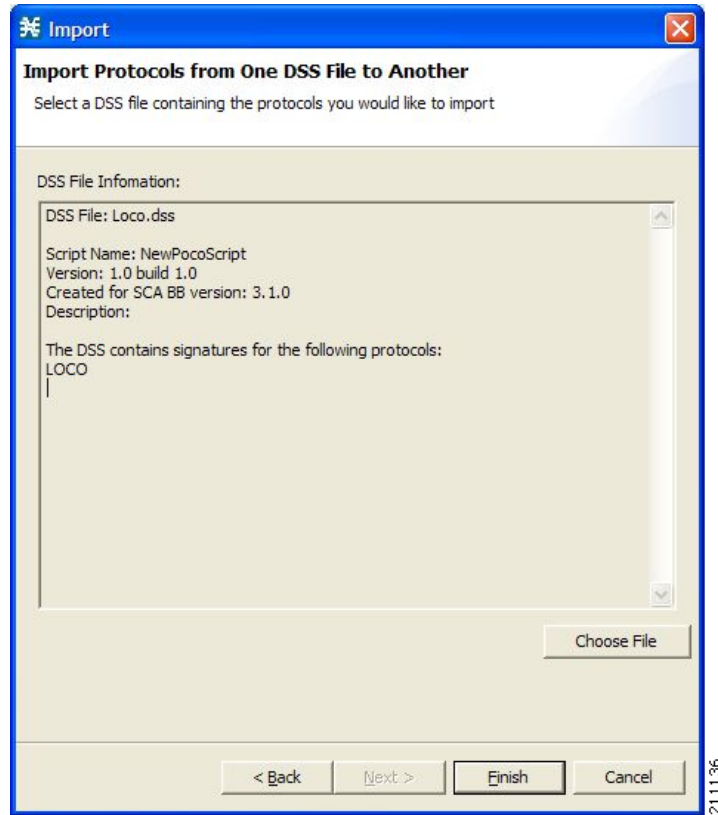 Import
Import Protocols from One DSS File to Another
Select a DSS file containing the protocols you would like to import
DSS File Infomation:
DSS File: Loco.dss
Script Name: NewPocoScript
Version: 1.0 build 1.0
Created for SCA BB version: 3.1.0
Description:
The DSS contains signatures for the following protocols:
LOCO
Choose File
< Back
Next >
Finish
Cancel
211136